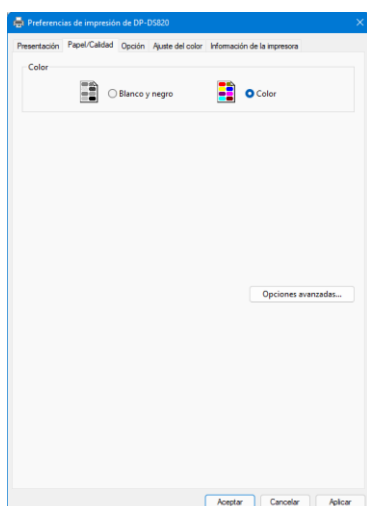 Preferencias de impresión de DP-DS820
Presentación Papel/Calidad Opción Ajuste del color Información de la impresora
Color
Blanco y negro Color
Opciones avanzadas...
Aceptar Cancelar Aplicar